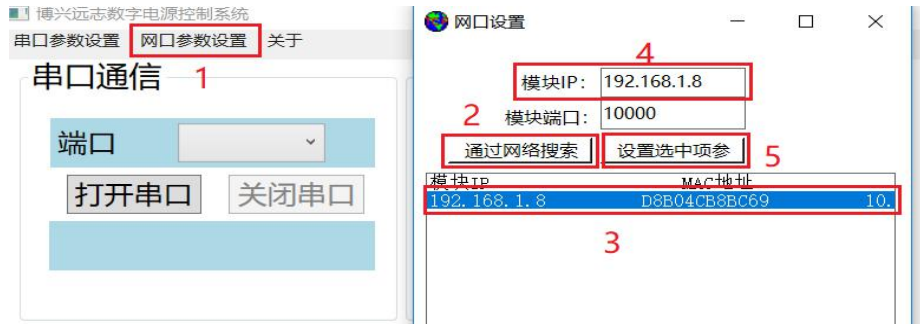 博兴远志数字电源控制系统
串口参数设置 网口参数设置 关于
1
串口通信
端口
打开串口 关闭串口
网口设置
4
模块IP: 192.168.1.8
2
模块端口: 10000
通过网络搜索 设置选中项参
5
模块IP MAC地址
192.168.1.8 D8B04CB8BC69 10.
3